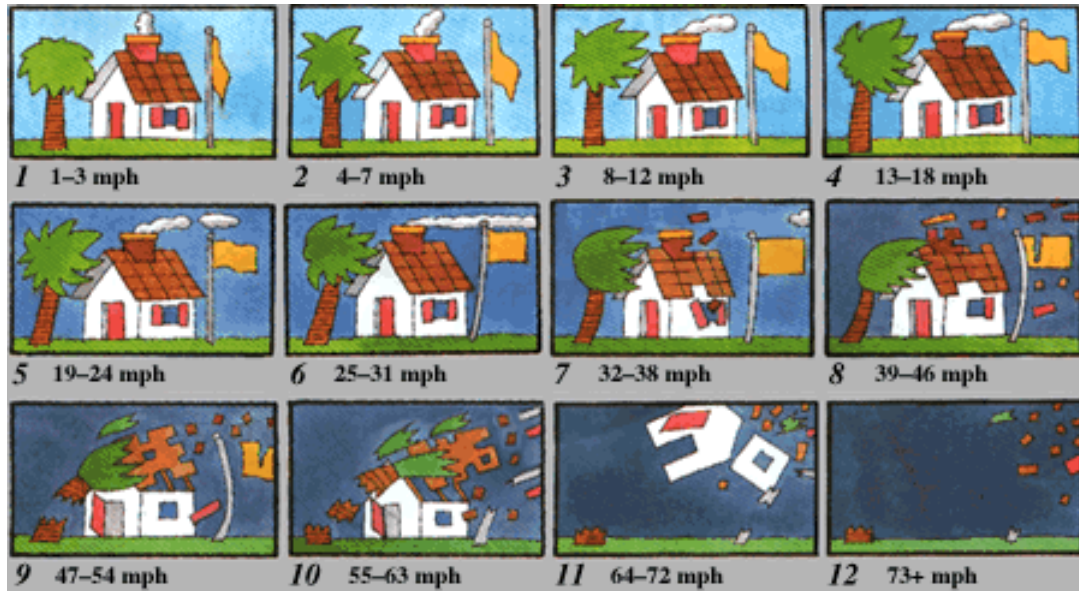 1 1–3 mph
2 4–7 mph
3 8–12 mph
4 13–18 mph
5 19–24 mph
6 25–31 mph
7 32–38 mph
8 39–46 mph
9 47–54 mph
10 55–63 mph
11 64–72 mph
12 73+ mph